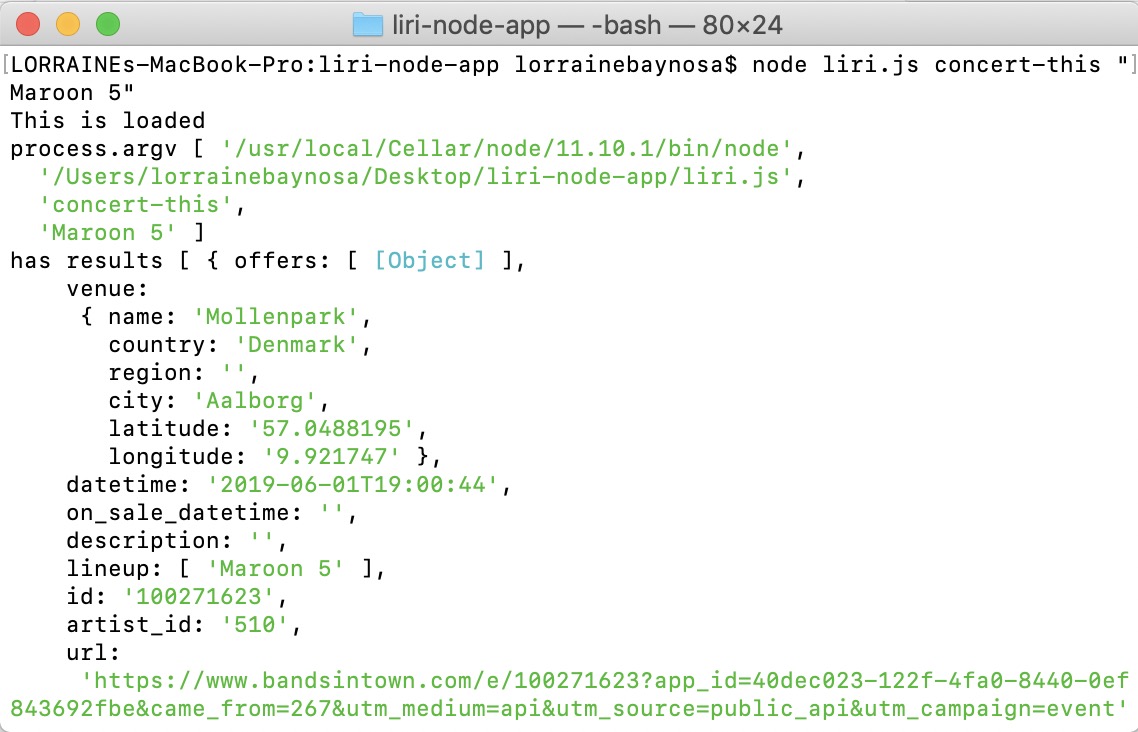 liri-node-app — -bash — 80×24
[LORRAINEs-MacBook-Pro:liri-node-app lorrainebaynosa$ node liri.js concert-this "]
Maroon 5"
This is loaded
process.argv [ '/usr/local/Cellar/node/11.10.1/bin/node',
  '/Users/lorrainebaynosa/Desktop/liri-node-app/liri.js',
  'concert-this',
  'Maroon 5' ]
has results [ { offers: [ [Object] ],
    venue:
     { name: 'Mollenpark',
       country: 'Denmark',
       region: '',
       city: 'Aalborg',
       latitude: '57.0488195',
       longitude: '9.921747' },
    datetime: '2019-06-01T19:00:44',
    on_sale_datetime: '',
    description: '',
    lineup: [ 'Maroon 5' ],
    id: '100271623',
    artist_id: '510',
    url:
     'https://www.bandsintown.com/e/100271623?app_id=40dec023-122f-4fa0-8440-0ef
843692fbe&came_from=267&utm_medium=api&utm_source=public_api&utm_campaign=event'